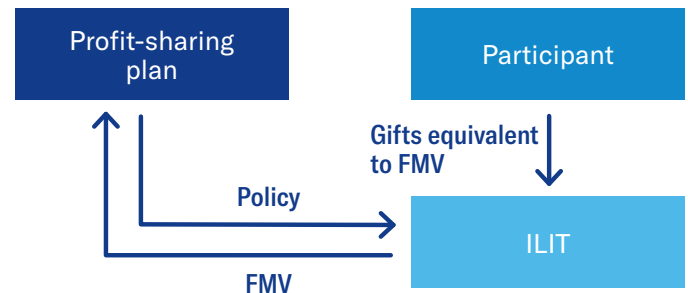 Profit-sharing
plan
Participant
Gifts equivalent
to FMV
Policy
ILIT
FMV